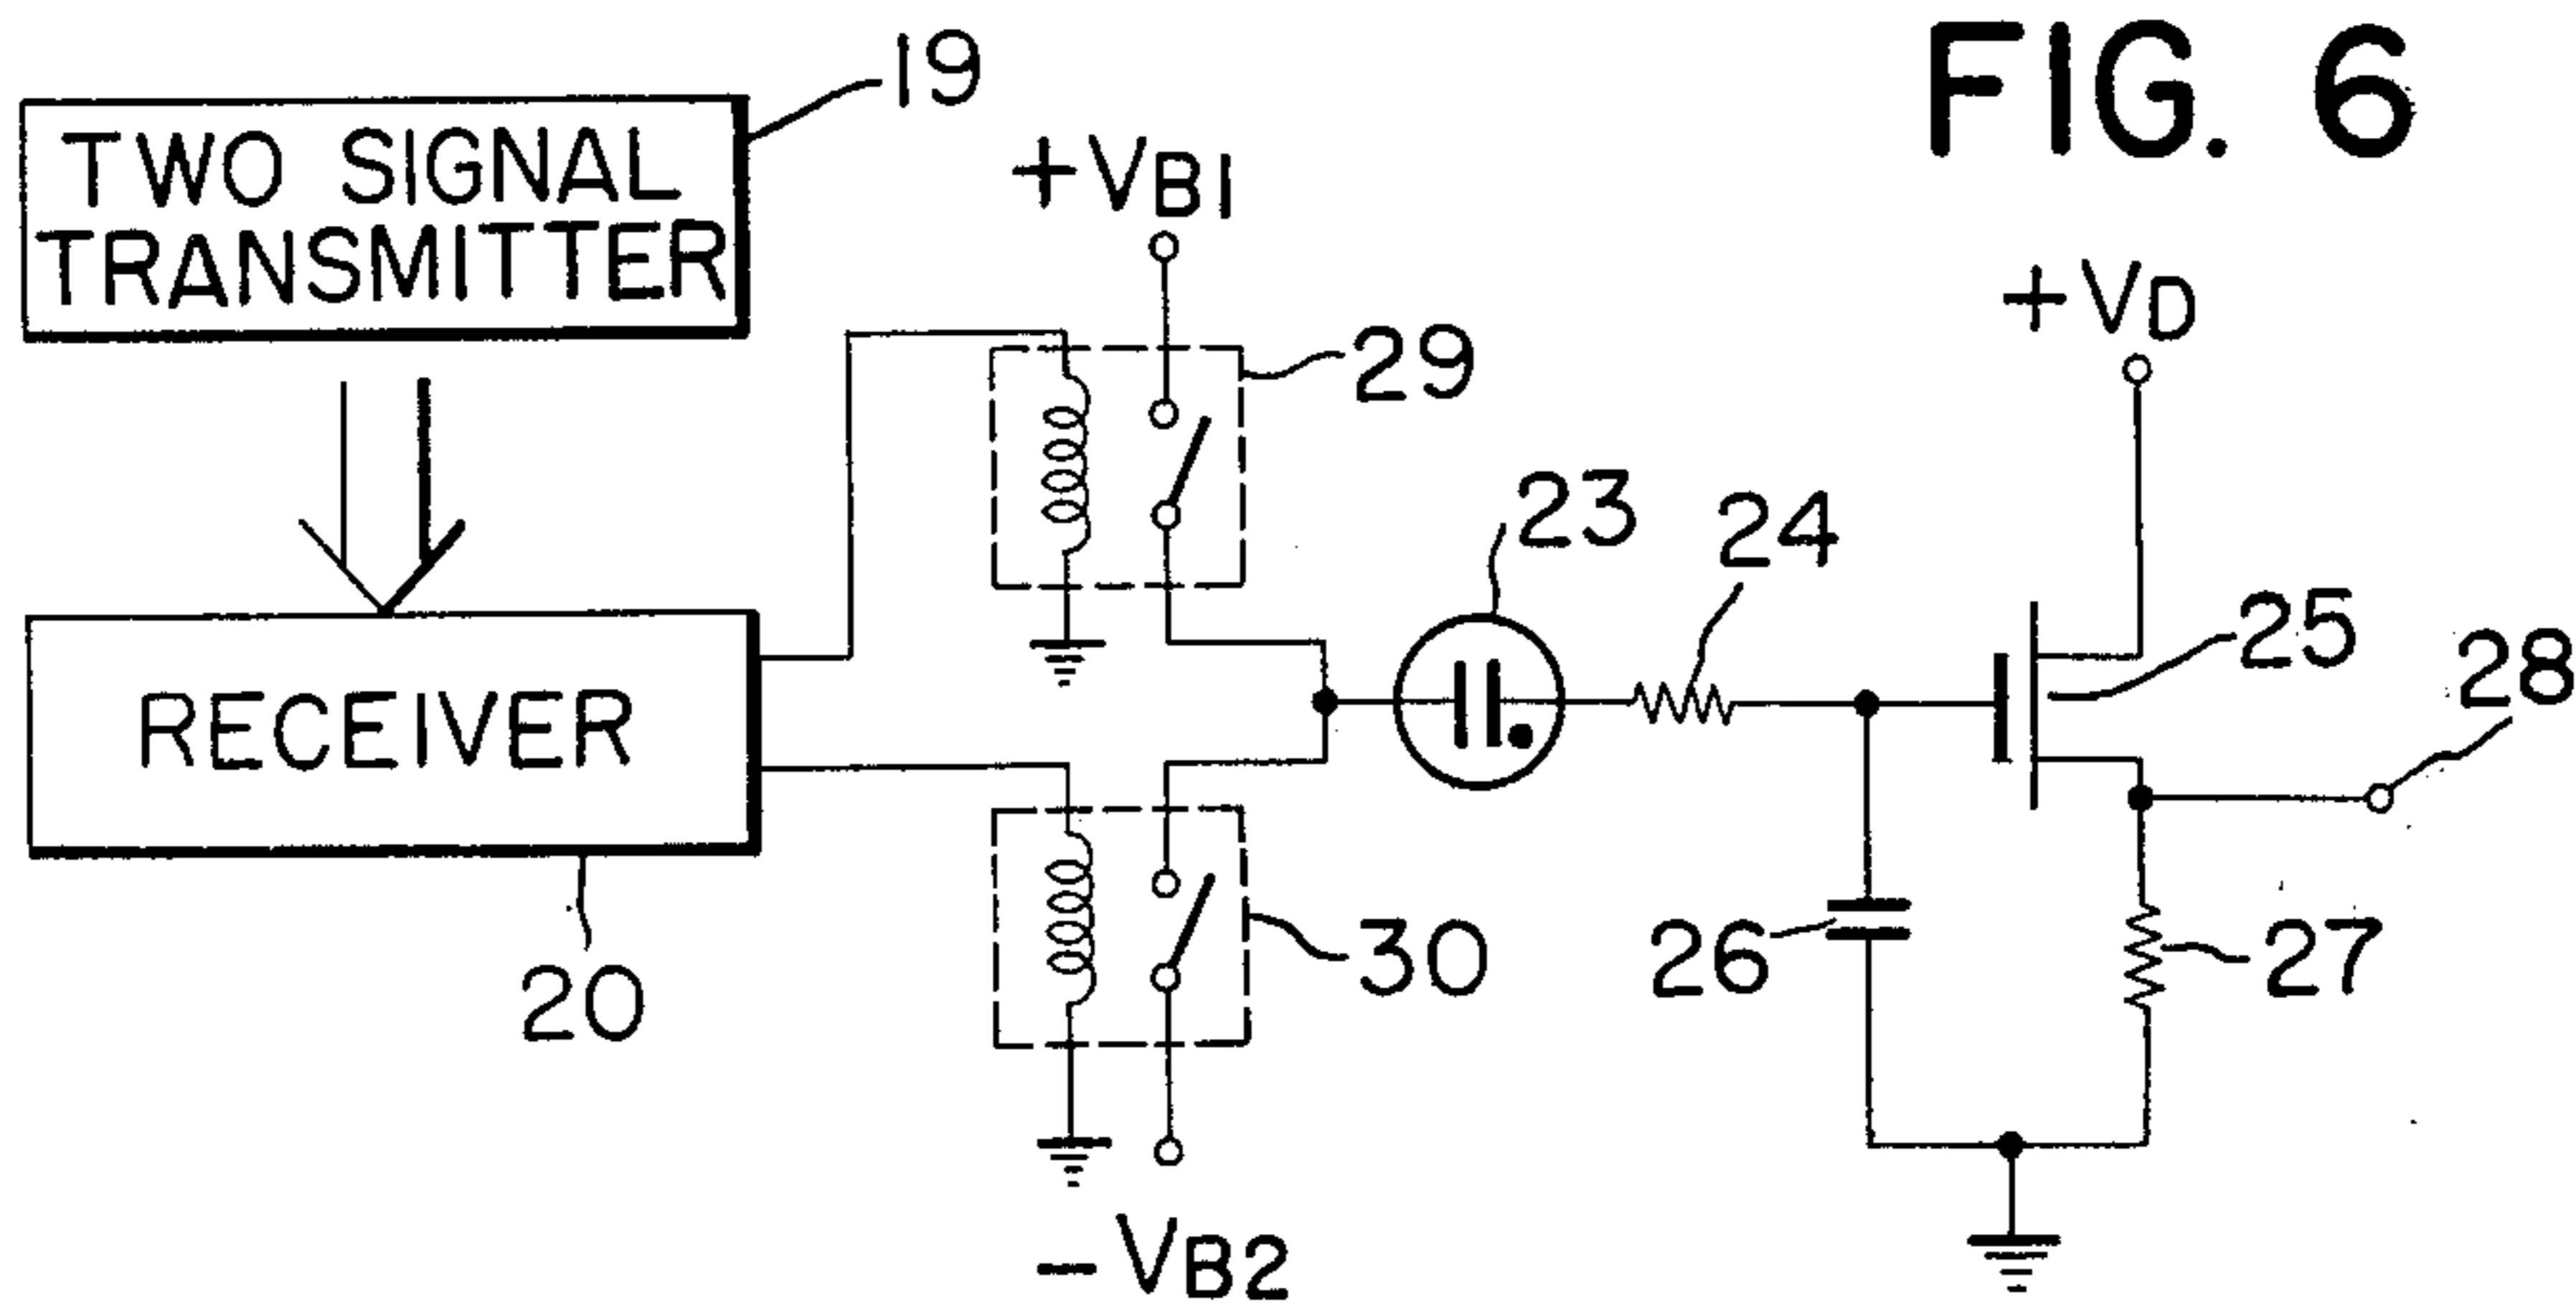 FIG. 6
19
TWO SIGNAL
TRANSMITTER
+VB1
+VD
29
23
24
25
28
RECEIVER
20
30
26
27
-VB2